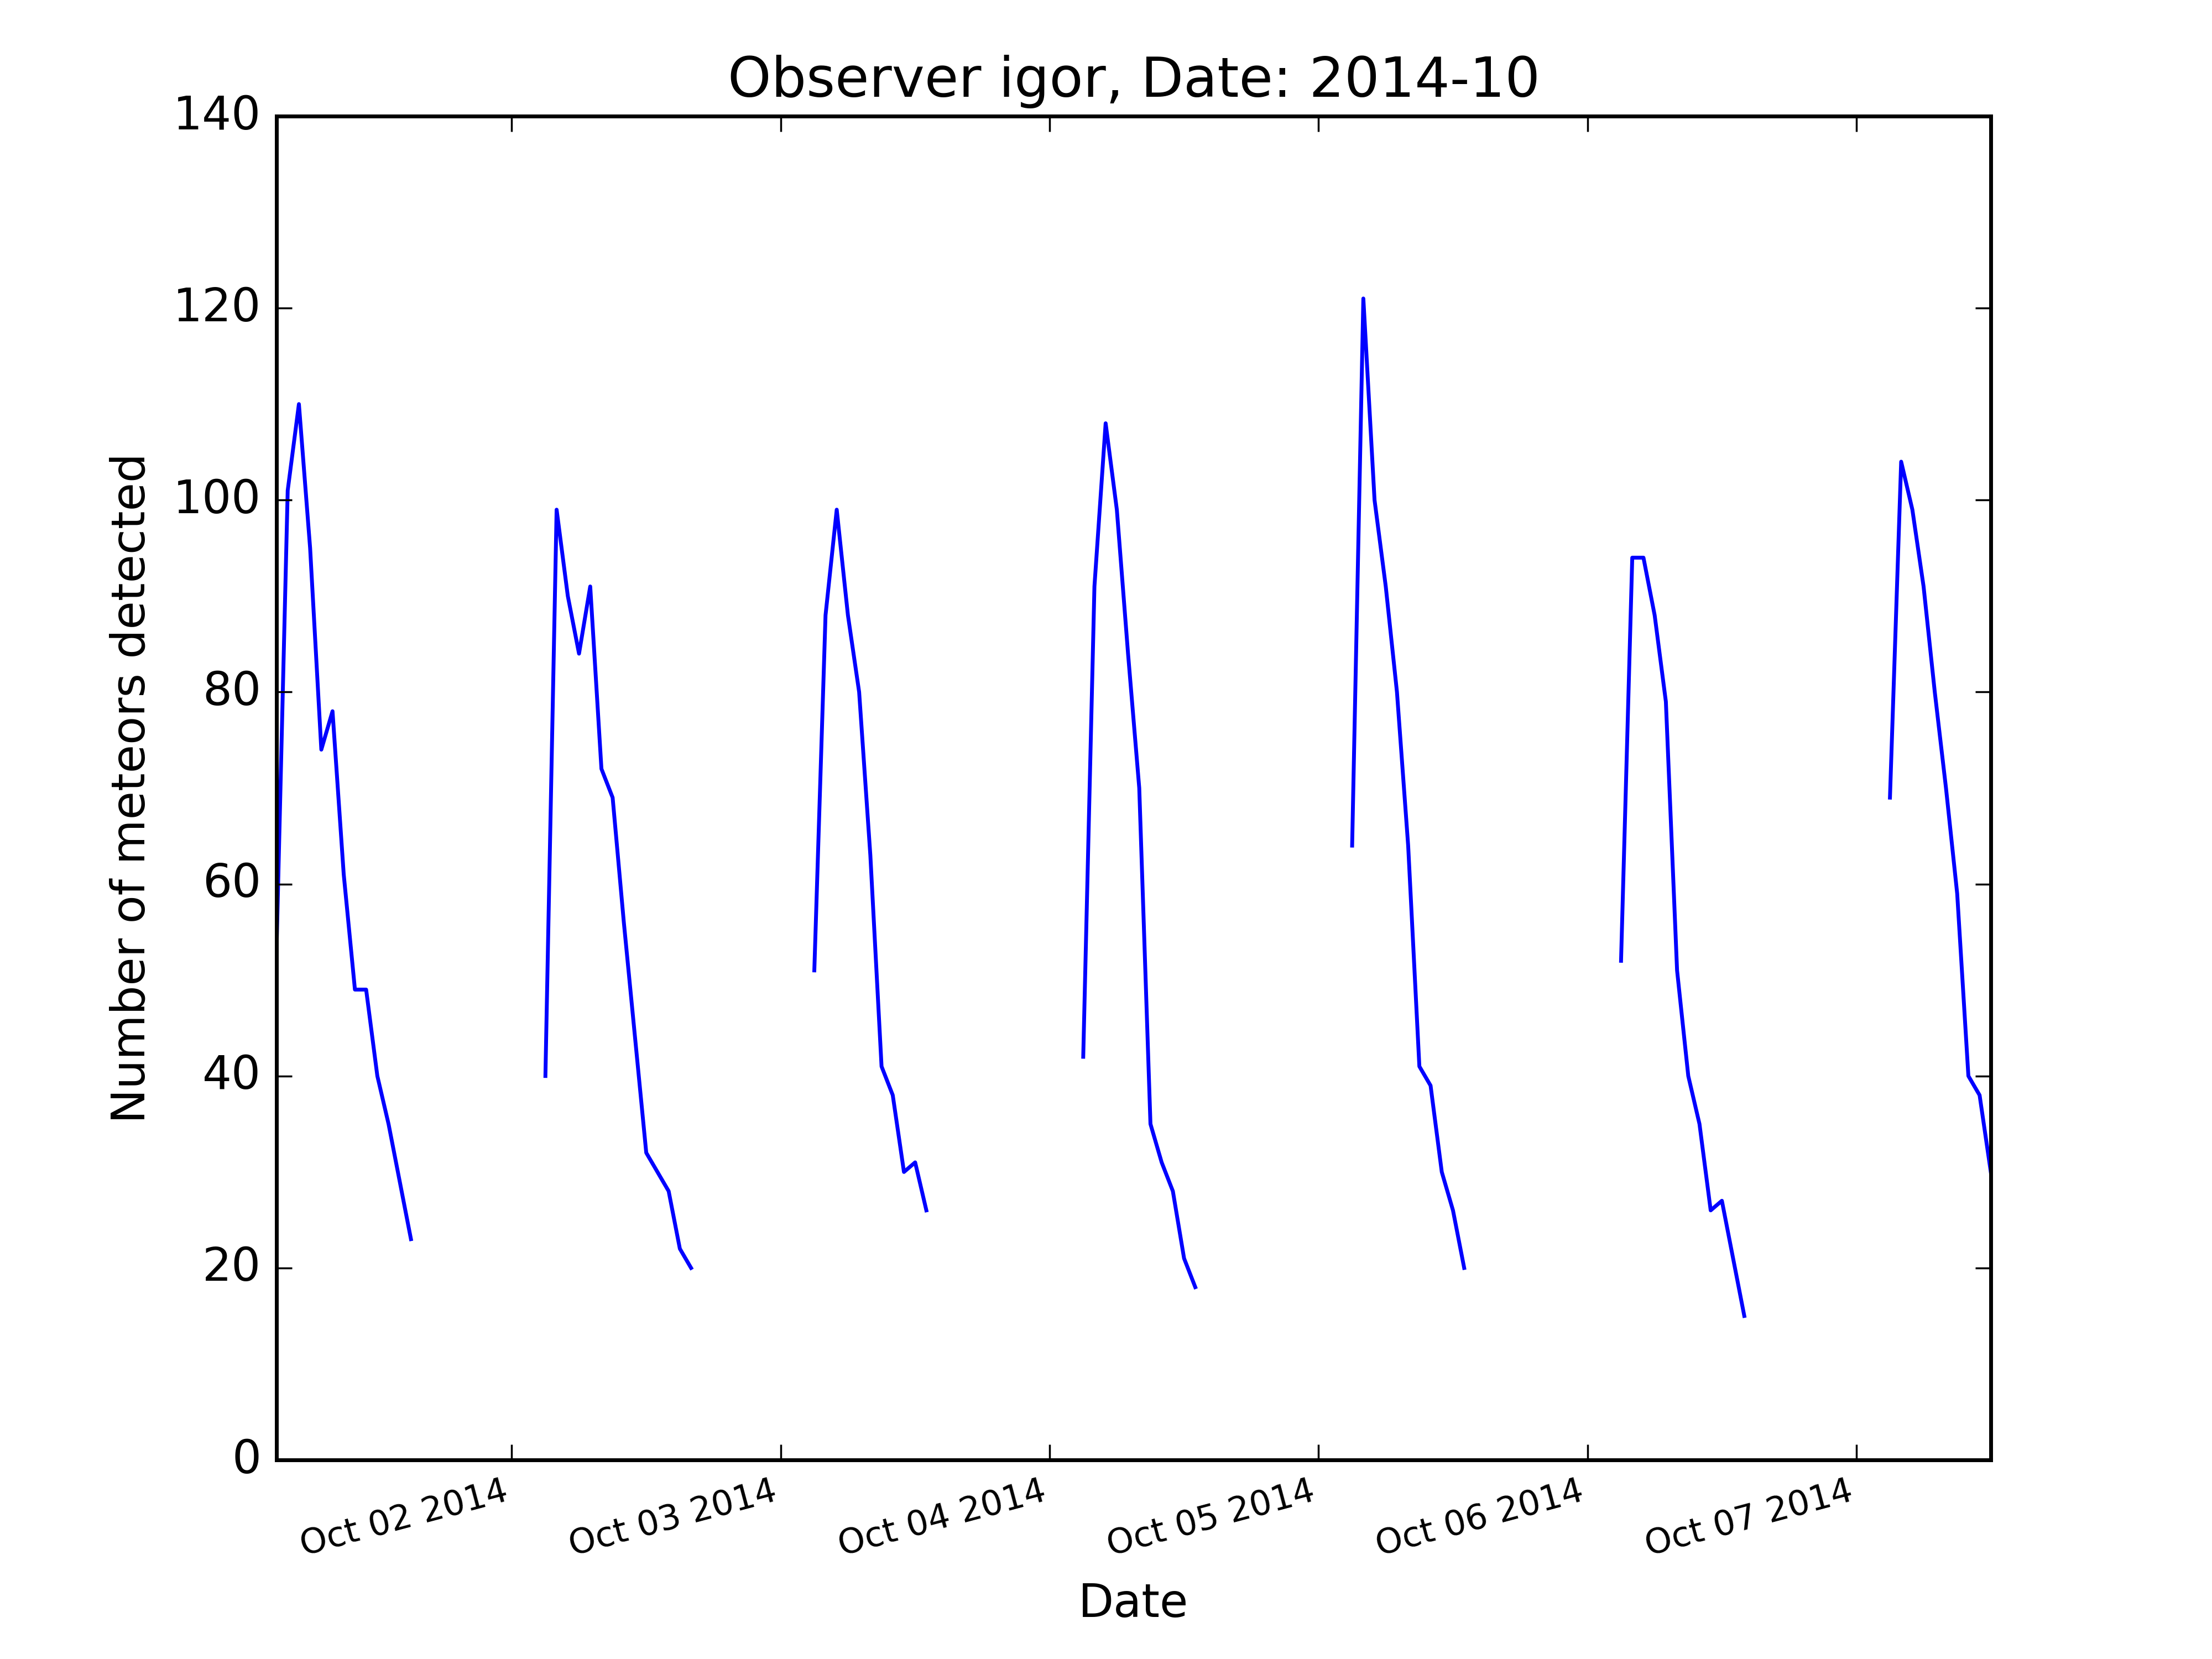 Observer igor, Date: 2014-10
Number of meteors detected
140
120
100
80
60
40
20
0
Oct 02 2014
Oct 03 2014
Oct 04 2014
Oct 05 2014
Oct 06 2014
Oct 07 2014
Date